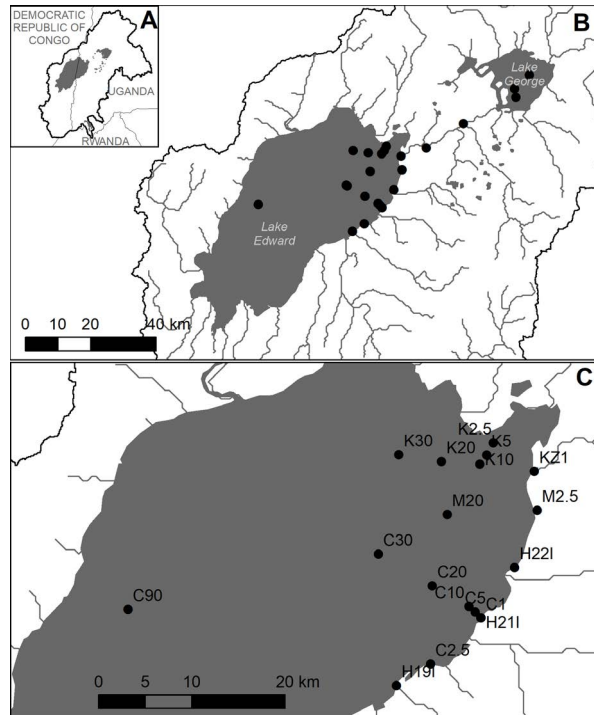 A
DEMOCRATIC
REPUBLIC OF
CONGO
UGANDA
RWANDA
B
Lake
George
Lake
Edward
0 10 20 40 km
C
K2.5
K30
K20
K5
K10
KZ1
M20
M2.5
C30
H22I
C20
C10
C5
C1
C90
H21I
C2.5
H19I
0 5 10 20 km